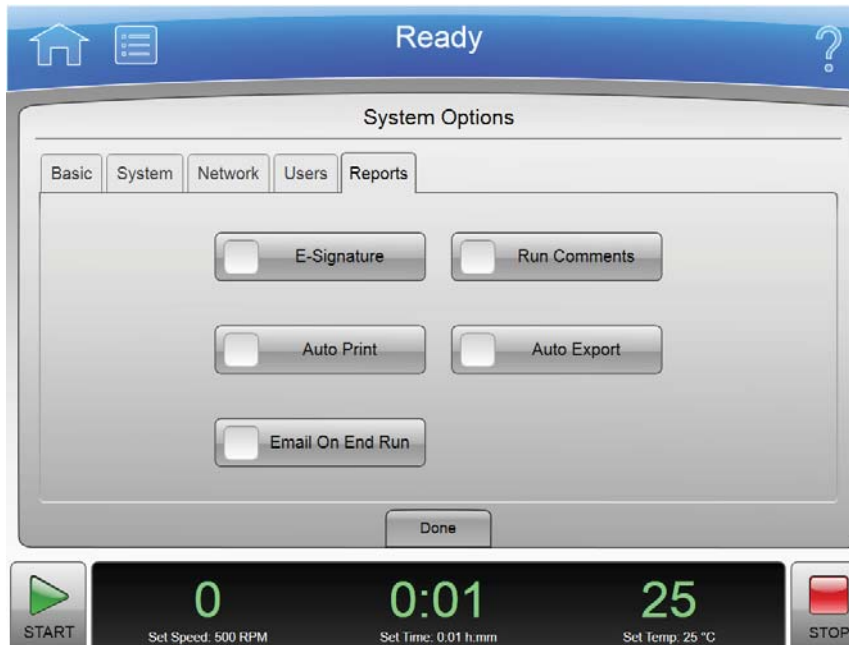 Ready
?
System Options
Basic System Network Users Reports
E-Signature Run Comments
Auto Print Auto Export
Email On End Run
Done
0 0:01 25
START Set Speed: 500 RPM Set Time: 0:01 h:mm Set Temp: 25 °C STOP